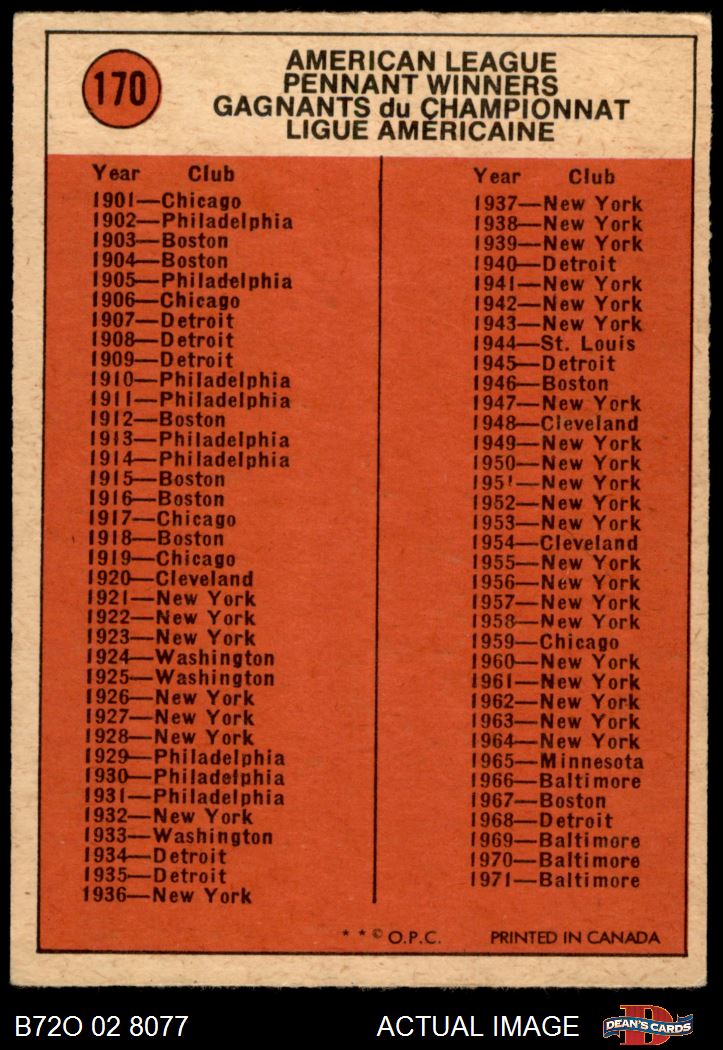 170
AMERICAN LEAGUE
PENNANT WINNERS
GAGNANTS du CHAMPIONNAT
LIGUE AMÉRICAINE
Year Club
1901—Chicago
1902—Philadelphia
1903—Boston
1904—Boston
1905—Philadelphia
1906—Chicago
1907—Detroit
1908—Detroit
1909—Detroit
1910—Philadelphia
1911—Philadelphia
1912—Boston
1913—Philadelphia
1914—Philadelphia
1915—Boston
1916—Boston
1917—Chicago
1918—Boston
1919—Chicago
1920—Cleveland
1921—New York
1922—New York
1923—New York
1924—Washington
1925—Washington
1926—New York
1927—New York
1928—New York
1929—Philadelphia
1930—Philadelphia
1931—Philadelphia
1932—New York
1933—Washington
1934—Detroit
1935—Detroit
1936—New York
Year Club
1937—New York
1938—New York
1939—New York
1940—Detroit
1941—New York
1942—New York
1943—New York
1944—St. Louis
1945—Detroit
1946—Boston
1947—New York
1948—Cleveland
1949—New York
1950—New York
1951—New York
1952—New York
1953—New York
1954—Cleveland
1955—New York
1956—New York
1957—New York
1958—New York
1959—Chicago
1960—New York
1961—New York
1962—New York
1963—New York
1964—New York
1965—Minnesota
1966—Baltimore
1967—Boston
1968—Detroit
1969—Baltimore
1970—Baltimore
1971—Baltimore
* * © O.P.C. PRINTED IN CANADA
B72O 02 8077 ACTUAL IMAGE D DEAN'S CARDS